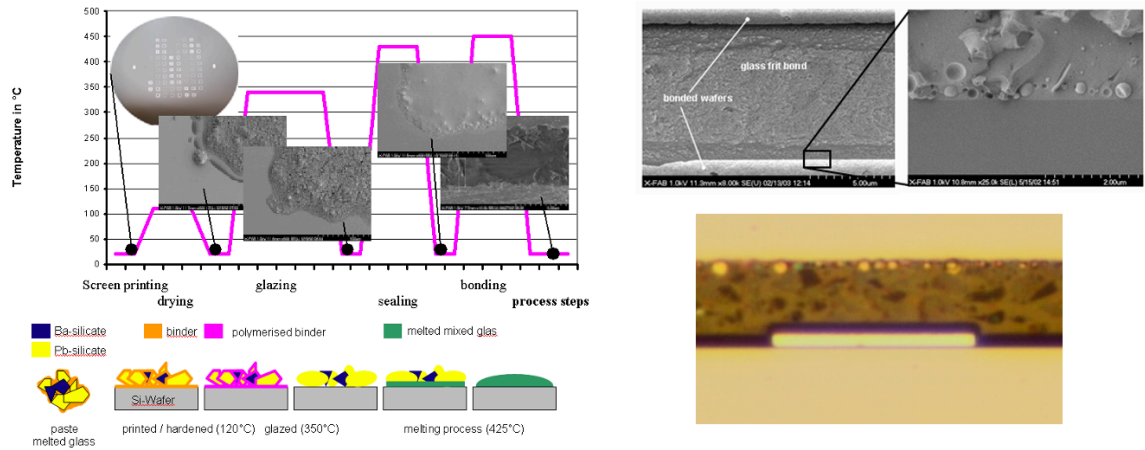 Temperature in °C
500
450
400
350
300
250
200
150
100
50
0
Screen printing
drying
glazing
sealing
bonding
process steps
Ba-silicate
binder
polymerised binder
melted mixed glas
Pb-silicate
Si-Wafer
paste
melted glass
printed / hardened (120°C)
glazed (350°C)
melting process (425°C)
glass frit bond
bonded wafers
X-FAB 1.0kV 11.3mm x9.00k SE(U) 02/13/03 12:14
5.00um
X-FAB 1.0kV 10.8mm x25.0k SE(L) 5/15/02 14:51
2.00um